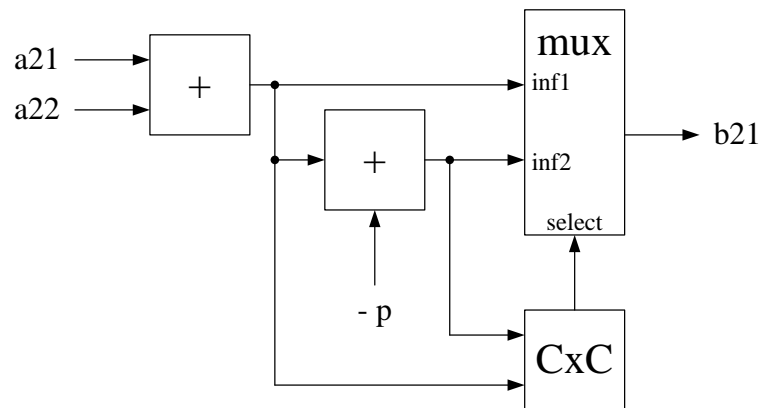 mux
a21
+
inf1
a22
b21
+
inf2
select
- p
CxC